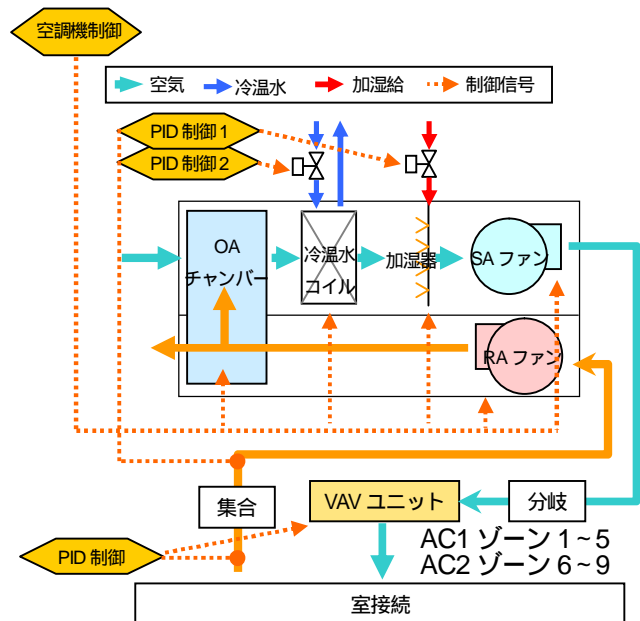 空調機制御
空気
冷温水
加湿給
制御信号
PID 制御 1
PID 制御 2
OA
チャンバー
冷温水
コイル
加湿器
SA ファン
RA ファン
集合
VAV ユニット
分岐
AC1 ゾーン 1~5
AC2 ゾーン 6~9
PID 制御
室接続